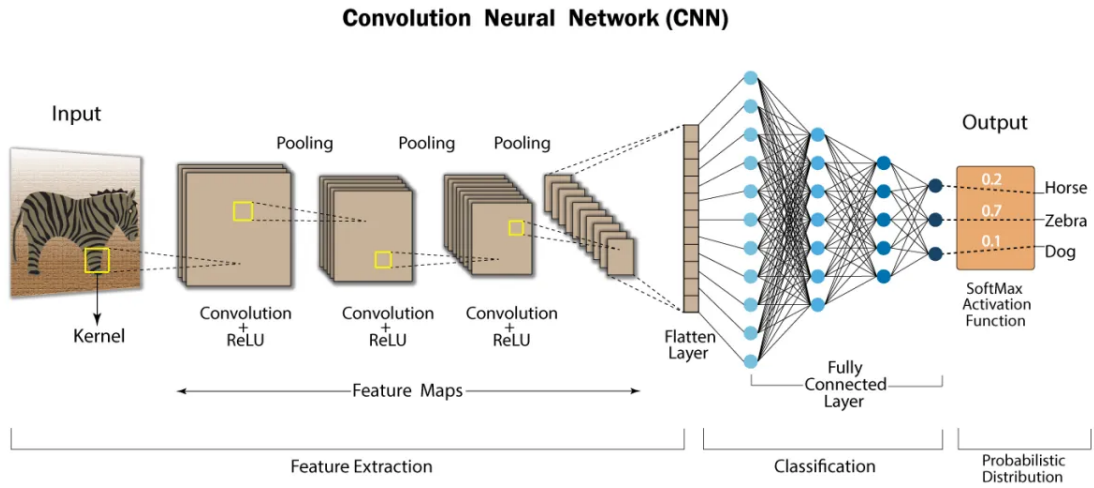 Convolution Neural Network (CNN)
Input
Output
Pooling
Pooling
Pooling
0.2
Horse
0.7
Zebra
0.1
Dog
Kernel
Convolution
+
ReLU
Convolution
+
ReLU
Convolution
+
ReLU
Flatten
Layer
SoftMax
Activation
Function
Feature Maps
Fully
Connected
Layer
Feature Extraction
Classification
Probabilistic
Distribution